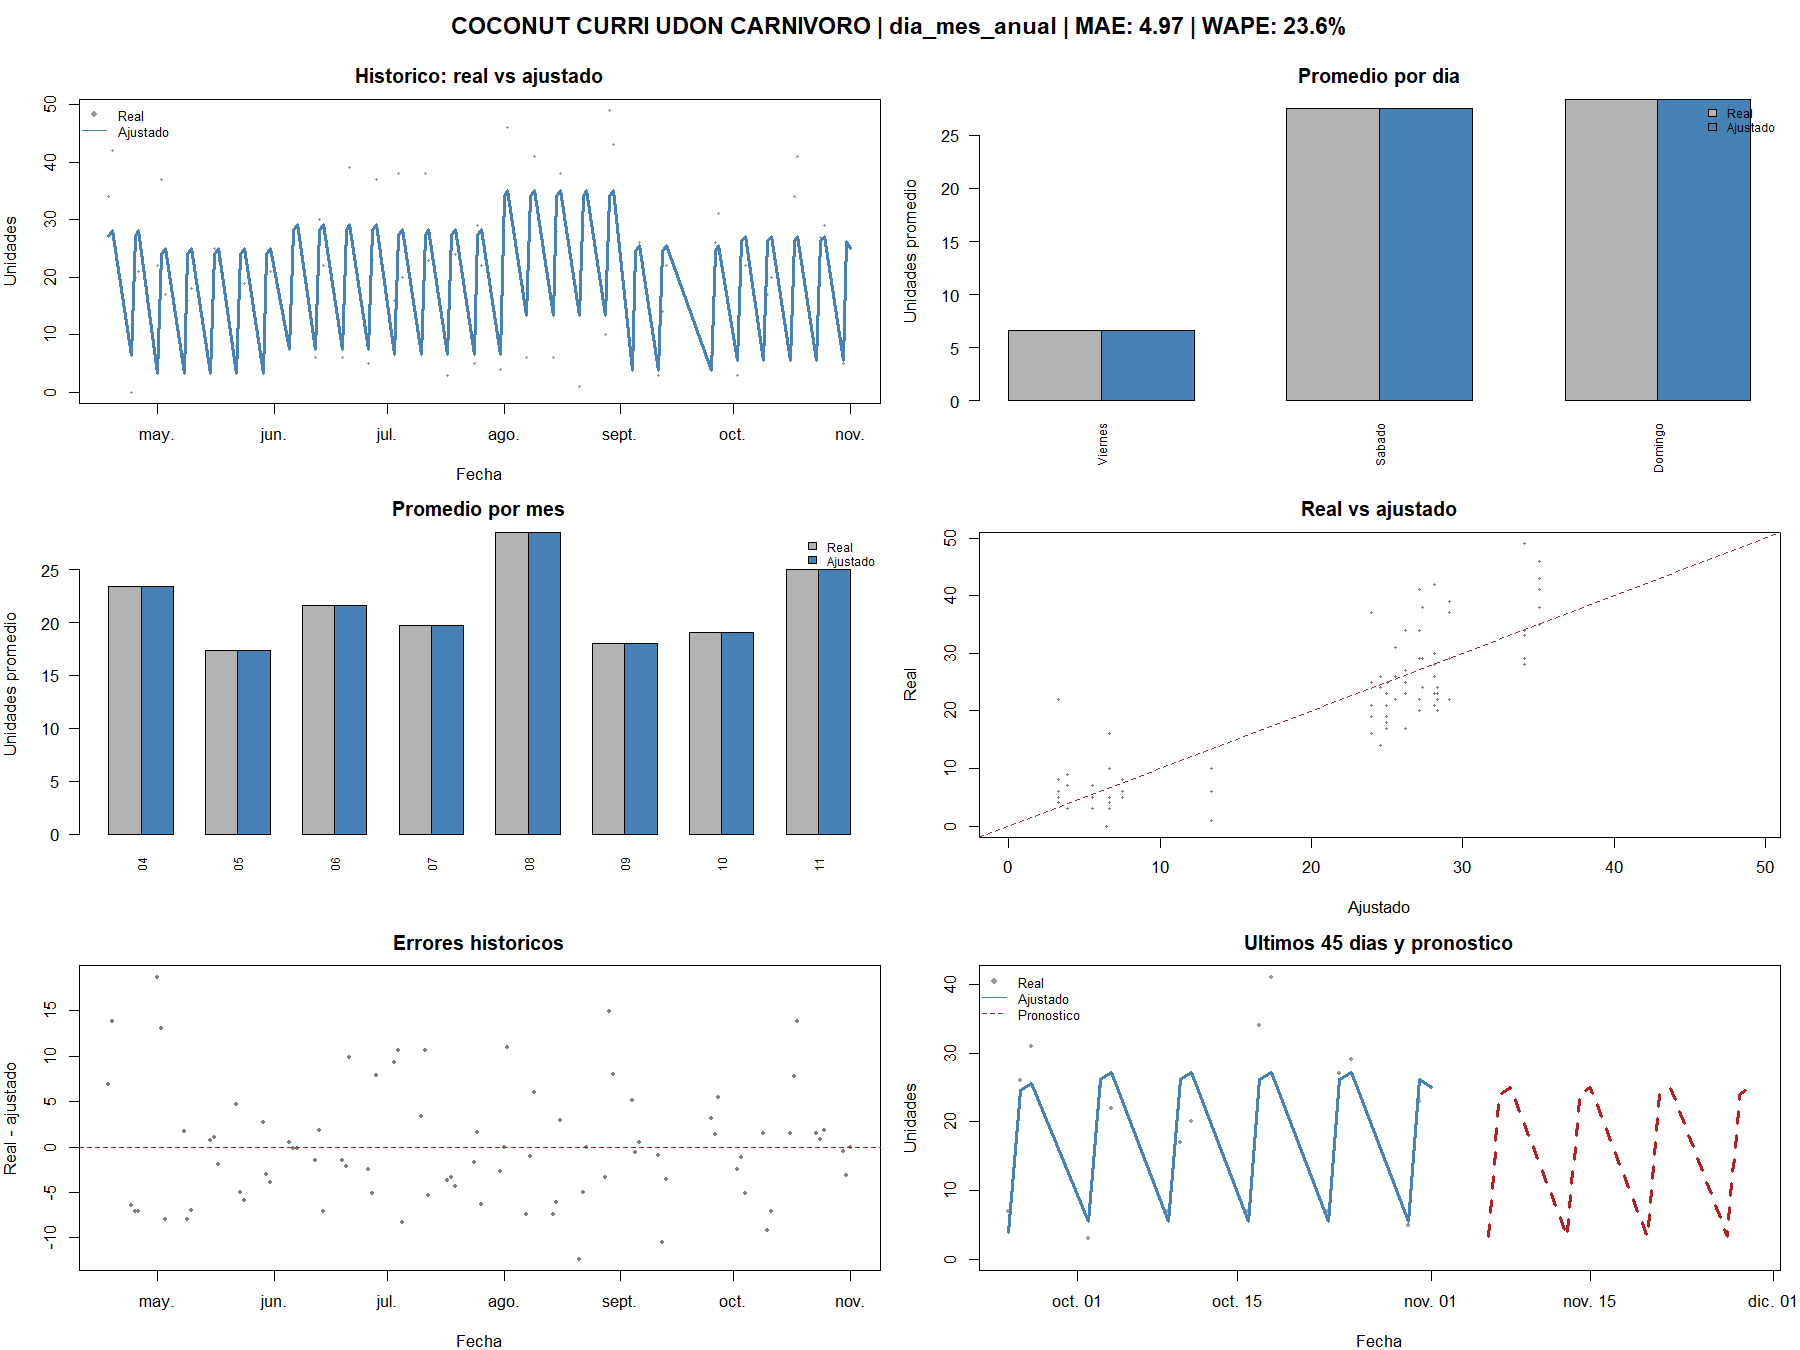 COCONUT CURRI UDON CARNIVORO | dia_mes_anual | MAE: 4.97 | WAPE: 23.6%
Historico: real vs ajustado
Real
Ajustado
Unidades
0 10 20 30 40 50
may. jun. jul. ago. sept. oct. nov.
Fecha
Promedio por dia
Real
Ajustado
Unidades promedio
0 5 10 15 20 25
Viernes Sabado Domingo
Promedio por mes
Real
Ajustado
Unidades promedio
0 5 10 15 20 25
04 05 06 07 08 09 10 11
Real vs ajustado
Real
0 10 20 30 40 50
0 10 20 30 40 50
Ajustado
Errores historicos
Real - ajustado
-10 -5 0 5 10 15
may. jun. jul. ago. sept. oct. nov.
Fecha
Ultimos 45 dias y pronostico
Real
Ajustado
Pronostico
Unidades
0 10 20 30 40
oct. 01 oct. 15 nov. 01 nov. 15 dic. 01
Fecha